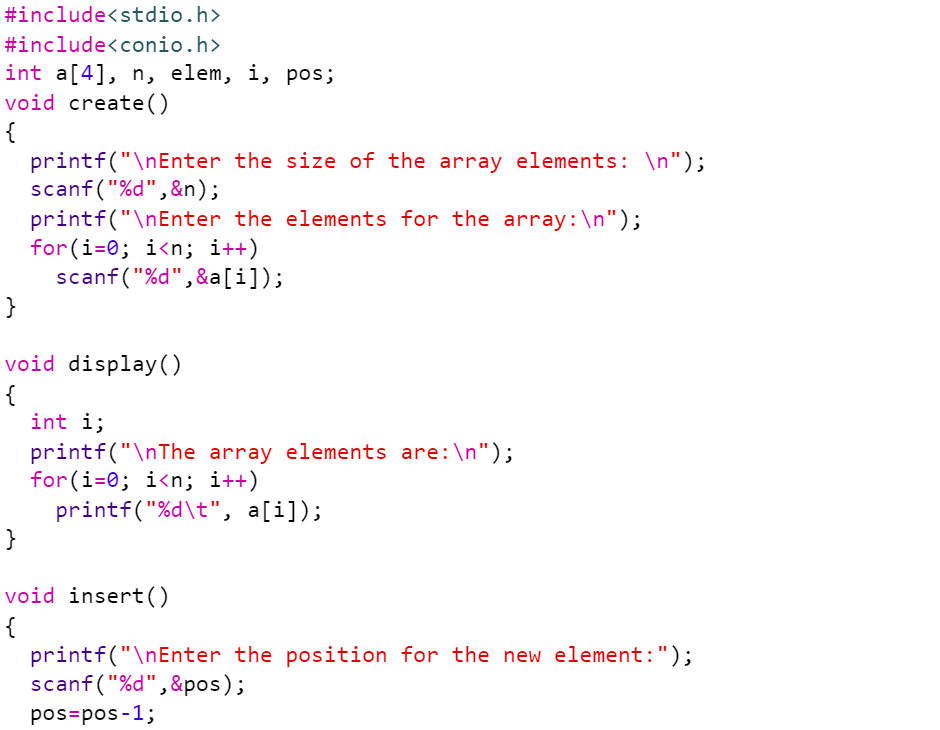 #include<stdio.h>
#include<conio.h>
int a[4], n, elem, i, pos;
void create()
{
  printf("\nEnter the size of the array elements: \n");
  scanf("%d",&n);
  printf("\nEnter the elements for the array:\n");
  for(i=0; i<n; i++)
    scanf("%d",&a[i]);
}

void display()
{
  int i;
  printf("\nThe array elements are:\n");
  for(i=0; i<n; i++)
    printf("%d\t", a[i]);
}

void insert()
{
  printf("\nEnter the position for the new element:");
  scanf("%d",&pos);
  pos=pos-1;